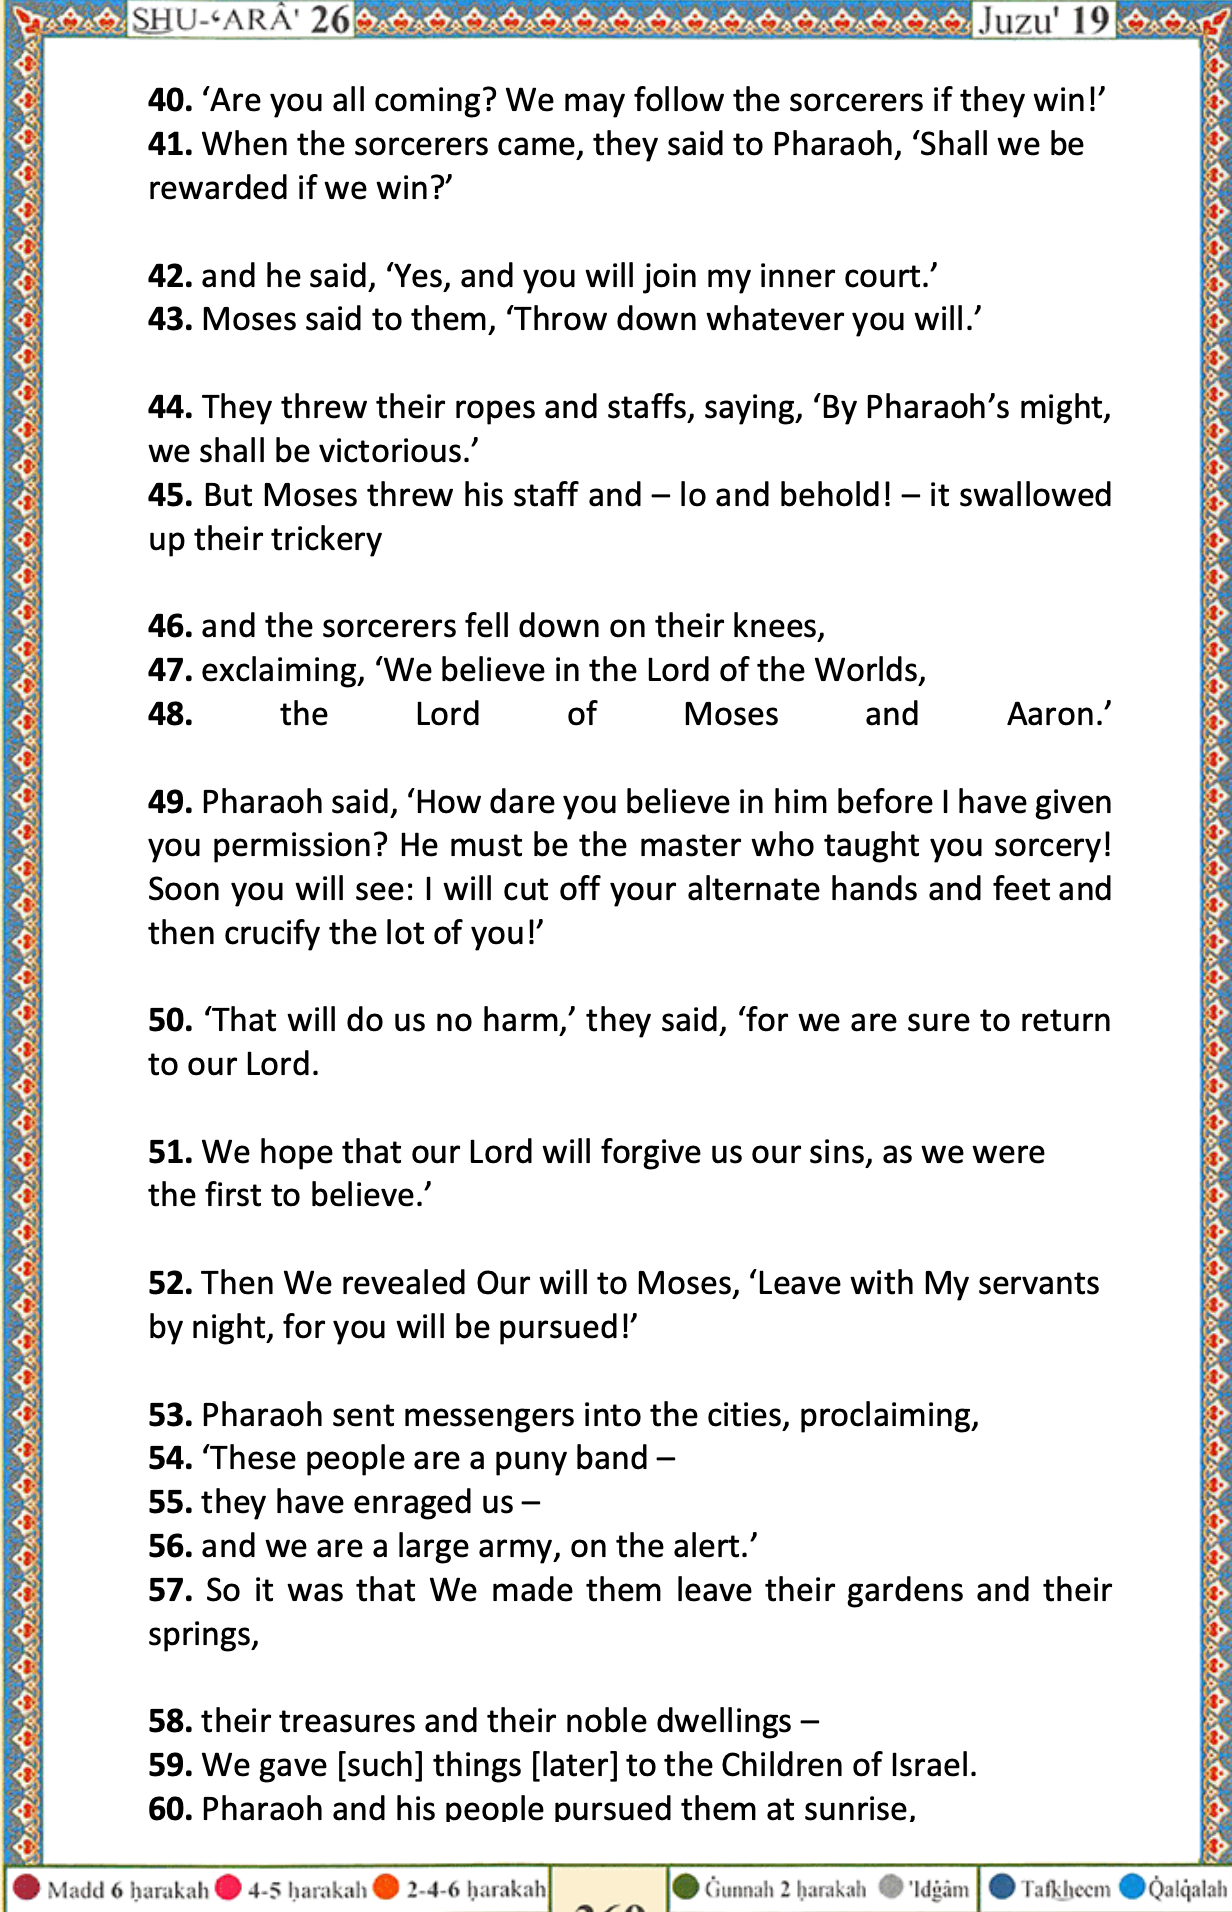 SHU-‘ARÂ' 26
Juzu' 19
40. ‘Are you all coming? We may follow the sorcerers if they win!’
41. When the sorcerers came, they said to Pharaoh, ‘Shall we be
rewarded if we win?’
42. and he said, ‘Yes, and you will join my inner court.’
43. Moses said to them, ‘Throw down whatever you will.’
44. They threw their ropes and staffs, saying, ‘By Pharaoh’s might,
we shall be victorious.’
45. But Moses threw his staff and – lo and behold! – it swallowed
up their trickery
46. and the sorcerers fell down on their knees,
47. exclaiming, ‘We believe in the Lord of the Worlds,
48. the Lord of Moses and Aaron.’
49. Pharaoh said, ‘How dare you believe in him before I have given
you permission? He must be the master who taught you sorcery!
Soon you will see: I will cut off your alternate hands and feet and
then crucify the lot of you!’
50. ‘That will do us no harm,’ they said, ‘for we are sure to return
to our Lord.
51. We hope that our Lord will forgive us our sins, as we were
the first to believe.’
52. Then We revealed Our will to Moses, ‘Leave with My servants
by night, for you will be pursued!’
53. Pharaoh sent messengers into the cities, proclaiming,
54. ‘These people are a puny band –
55. they have enraged us –
56. and we are a large army, on the alert.’
57. So it was that We made them leave their gardens and their
springs,
58. their treasures and their noble dwellings –
59. We gave [such] things [later] to the Children of Israel.
60. Pharaoh and his people pursued them at sunrise,
Madd 6 ḥarakah 4-5 ḥarakah 2-4-6 ḥarakah
Ġunnah 2 ḥarakah 'Idġâm
Tafkheem Qalqalah